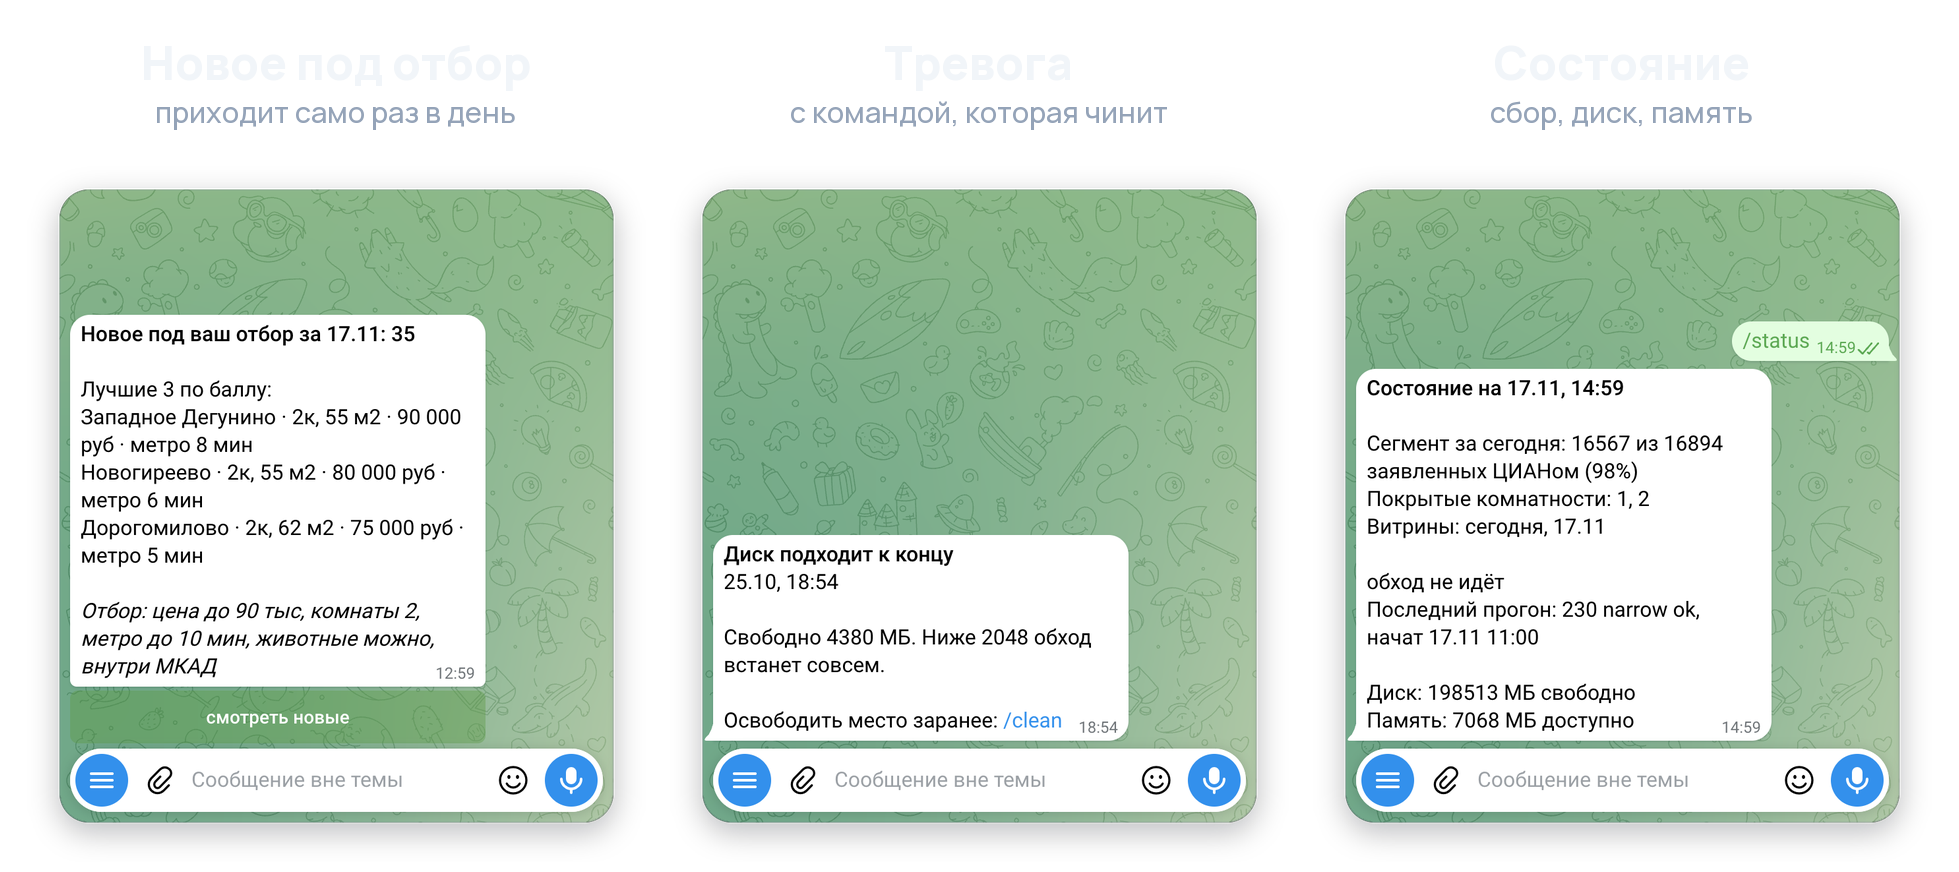 Новое под отбор
приходит само раз в день
Новое под ваш отбор за 17.11: 35
Лучшие 3 по баллу:
Западное Дегунино · 2к, 55 м2 · 90 000
руб · метро 8 мин
Новогиреево · 2к, 55 м2 · 80 000 руб ·
метро 6 мин
Дорогомилово · 2к, 62 м2 · 75 000 руб ·
метро 5 мин
Отбор: цена до 90 тыс, комнаты 2,
метро до 10 мин, животные можно,
внутри МКАД
12:59
смотреть новые
Сообщение вне темы
Тревога
с командой, которая чинит
Диск подходит к концу
25.10, 18:54
Свободно 4380 МБ. Ниже 2048 обход
встанет совсем.
Освободить место заранее: /clean
18:54
Сообщение вне темы
Состояние
сбор, диск, память
/status 14:59
Состояние на 17.11, 14:59
Сегмент за сегодня: 16567 из 16894
заявленных ЦИАНом (98%)
Покрытые комнатности: 1, 2
Витрины: сегодня, 17.11
обход не идёт
Последний прогон: 230 narrow ok,
начат 17.11 11:00
Диск: 198513 МБ свободно
Память: 7068 МБ доступно
14:59
Сообщение вне темы